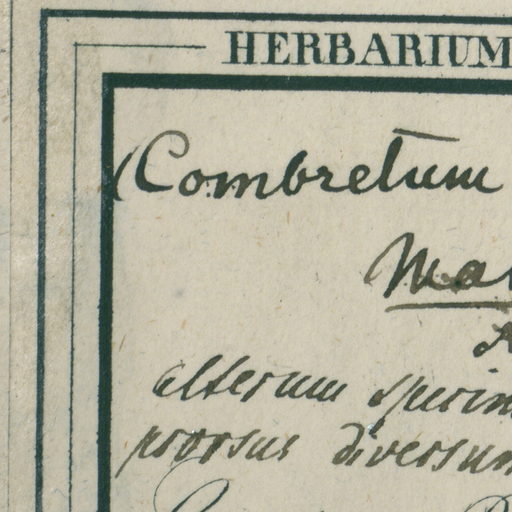 HERBARIUM
(Combretum
alterum specim
prorsus diversum